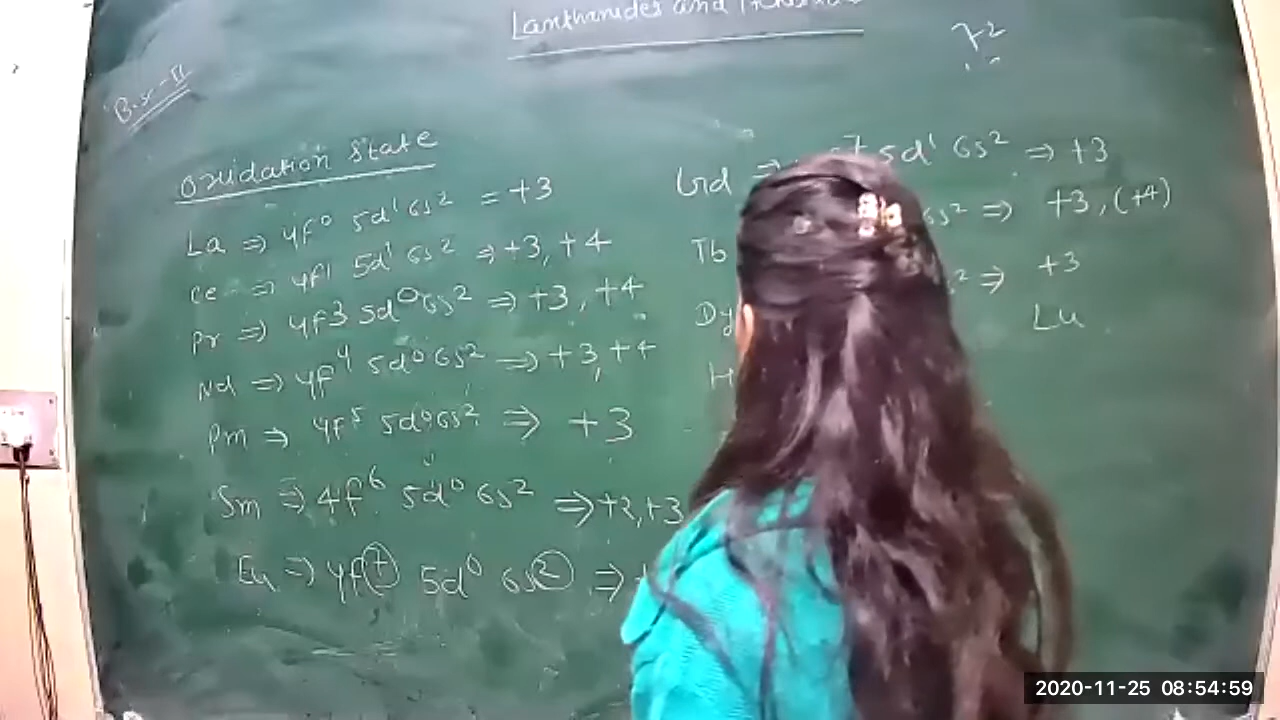 Lanthanides and
B.Sc-II
Oxidation State
La ⇒ 4f⁰ 5d¹ 6s² = +3
Ce ⇒ 4f¹ 5d¹ 6s² ⇒ +3, +4
Pr ⇒ 4f3 5d⁰ 6s² ⇒ +3, +4
Nd ⇒ 4f⁴ 5d⁰ 6s² ⇒ +3, +4
Pm ⇒ 4f⁵ 5d⁰ 6s² ⇒ +3
Sm ⇒ 4f⁶ 5d⁰ 6s² ⇒ +2, +3
Eu ⇒ 4f⁷ 5d⁰ 6s² ⇒
Gd ⇒ ⁷ 5d¹ 6s² ⇒ +3
Tb 6s² ⇒ +3, (+4)
Dy ² ⇒ +3
H
Lu
2020-11-25 08:54:59